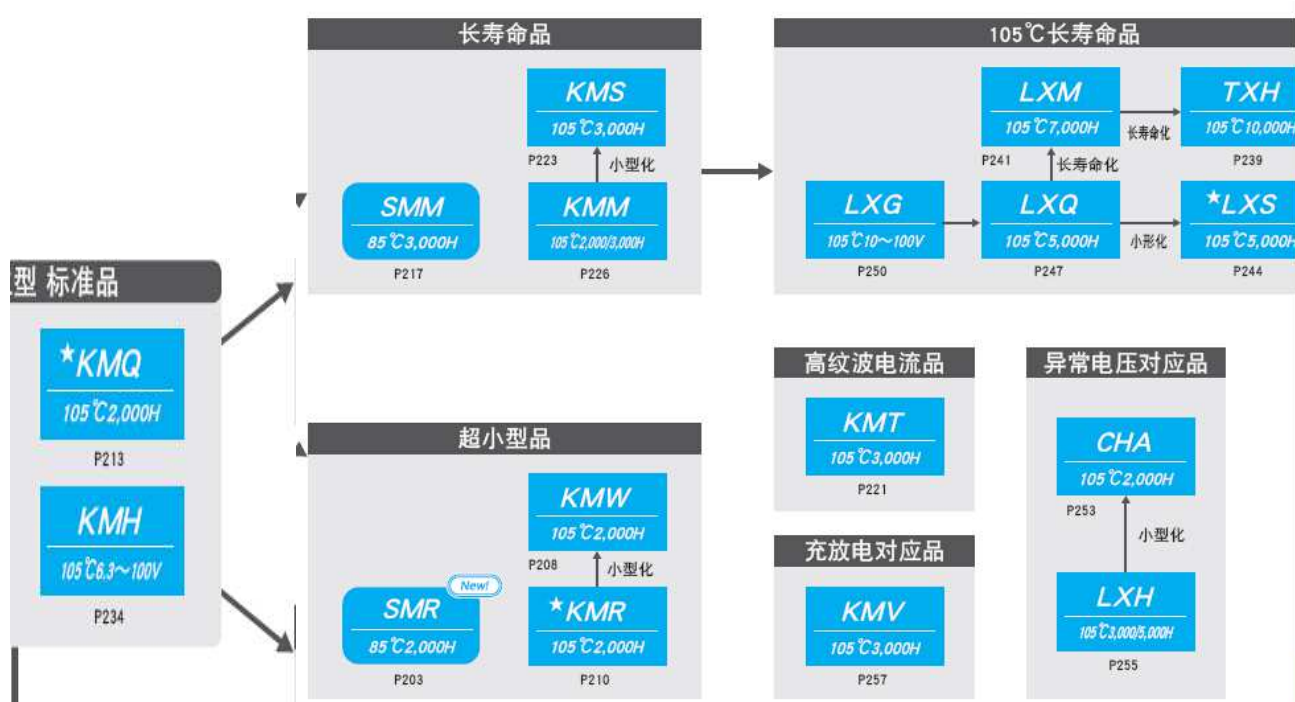 型 标准品
★KMQ
105℃2,000H
P213
KMH
105℃6.3～100V
P234
长寿命品
KMS
105℃3,000H
P223
小型化
SMM
85℃3,000H
P217
KMM
105℃2,000/3,000H
P226
超小型品
KMW
105℃2,000H
P208
小型化
New!
SMR
85℃2,000H
P203
★KMR
105℃2,000H
P210
105℃长寿命品
LXM
105℃7,000H
P241
长寿命化
TXH
105℃10,000H
P239
长寿命化
LXG
105℃10～100V
P250
LXQ
105℃5,000H
P247
小形化
★LXS
105℃5,000H
P244
高纹波电流品
KMT
105℃3,000H
P221
充放电对应品
KMV
105℃3,000H
P257
异常电压对应品
CHA
105℃2,000H
P253
小型化
LXH
105℃3,000/5,000H
P255